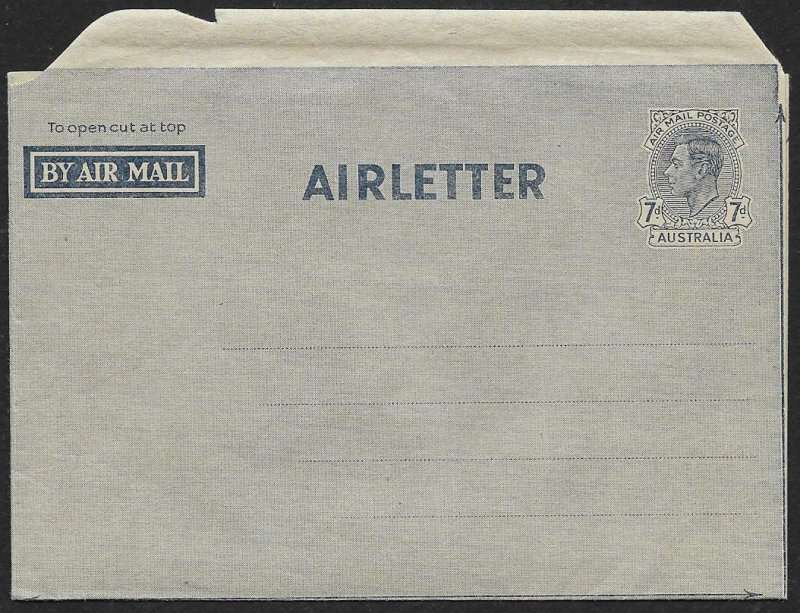 To open cut at top
BY AIR MAIL
AIRLETTER
AIR MAIL POSTAGE
7d 7d
AUSTRALIA